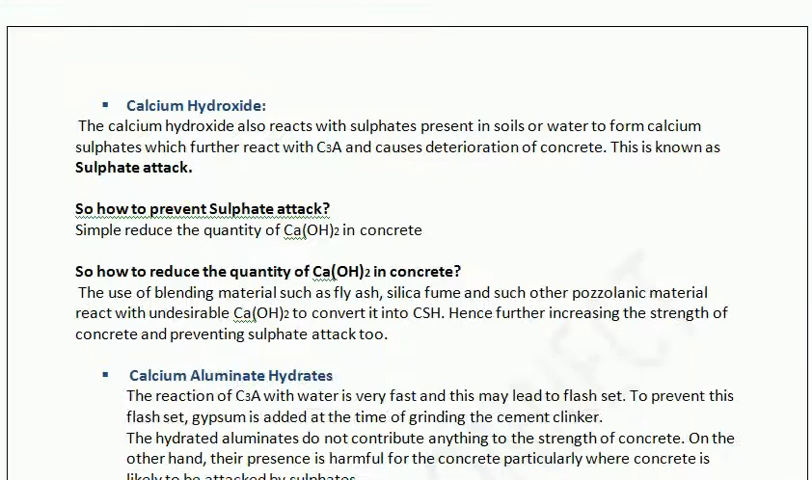 ▪ Calcium Hydroxide:
The calcium hydroxide also reacts with sulphates present in soils or water to form calcium
sulphates which further react with C3A and causes deterioration of concrete. This is known as
Sulphate attack.
So how to prevent Sulphate attack?
Simple reduce the quantity of Ca(OH)2 in concrete
So how to reduce the quantity of Ca(OH)2 in concrete?
The use of blending material such as fly ash, silica fume and such other pozzolanic material
react with undesirable Ca(OH)2 to convert it into CSH. Hence further increasing the strength of
concrete and preventing sulphate attack too.
▪ Calcium Aluminate Hydrates
The reaction of C3A with water is very fast and this may lead to flash set. To prevent this
flash set, gypsum is added at the time of grinding the cement clinker.
The hydrated aluminates do not contribute anything to the strength of concrete. On the
other hand, their presence is harmful for the concrete particularly where concrete is
likely to be attacked by sulphates.